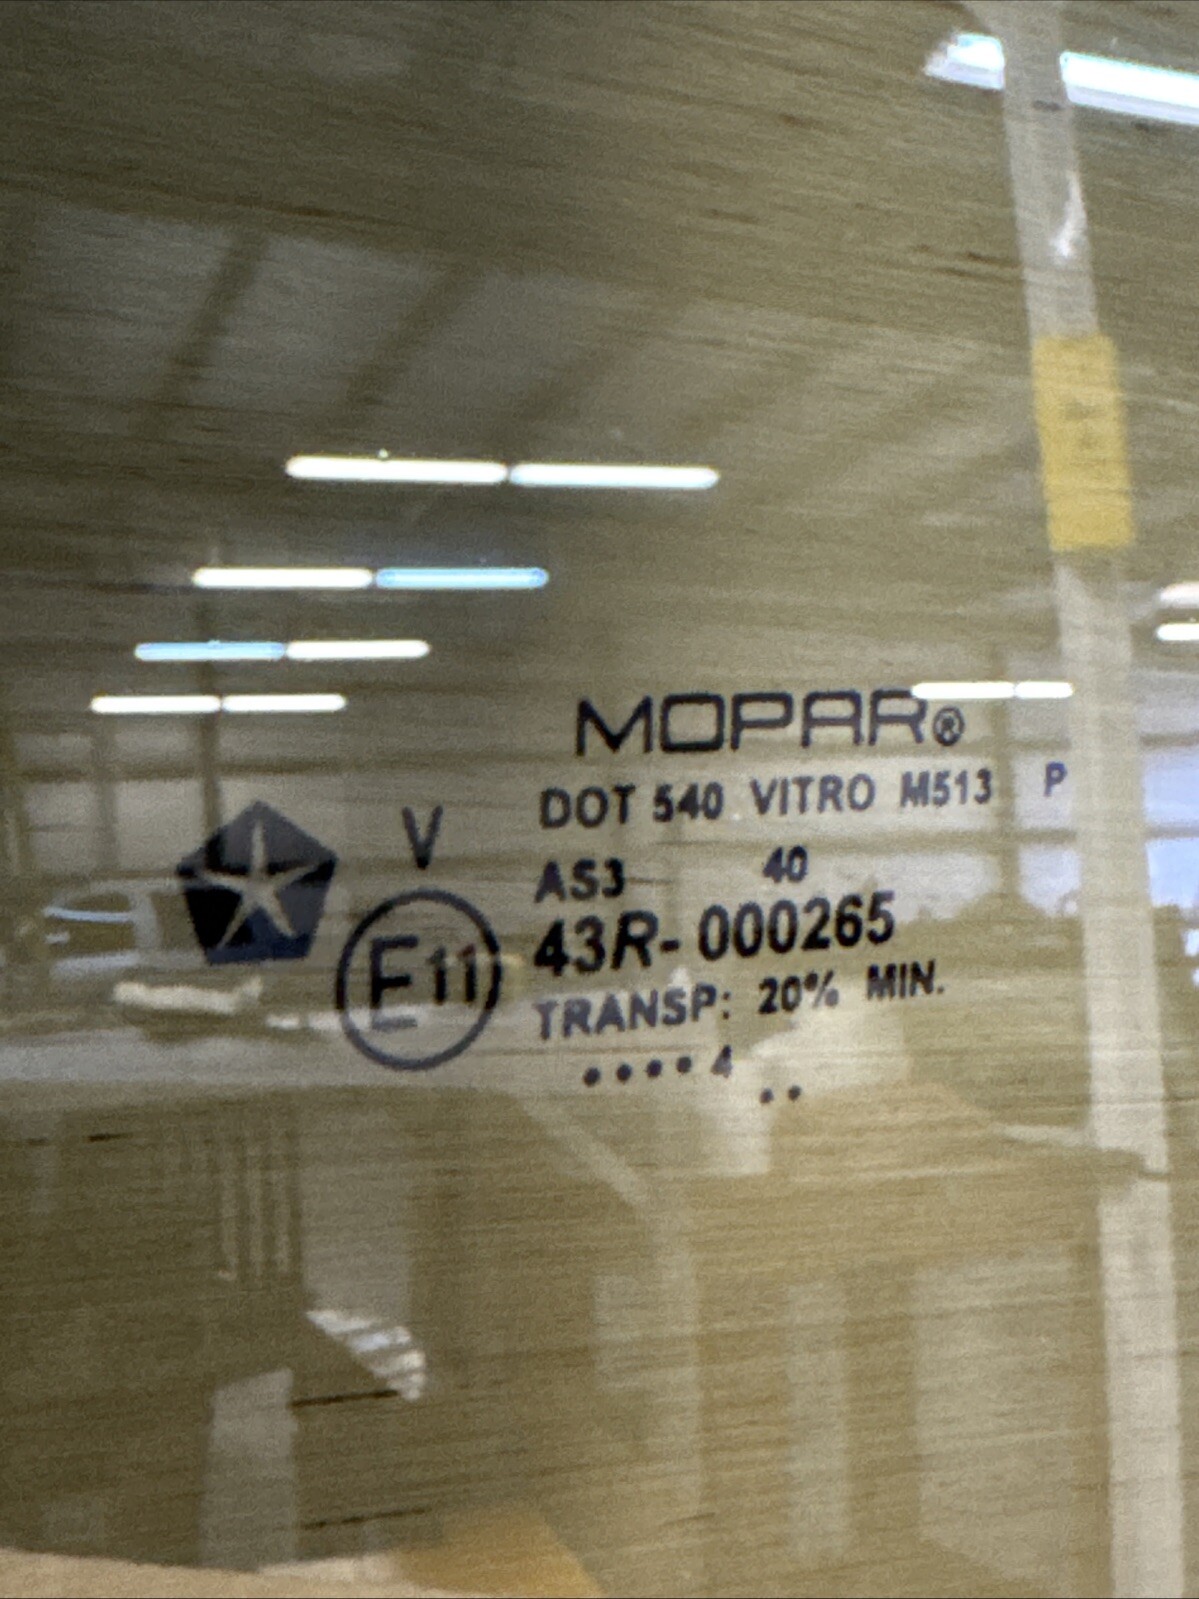 MOPAR®
DOT 540 VITRO M513 P
V
AS3 40
E11
43R-000265
TRANSP: 20% MIN.
•••• 4
••